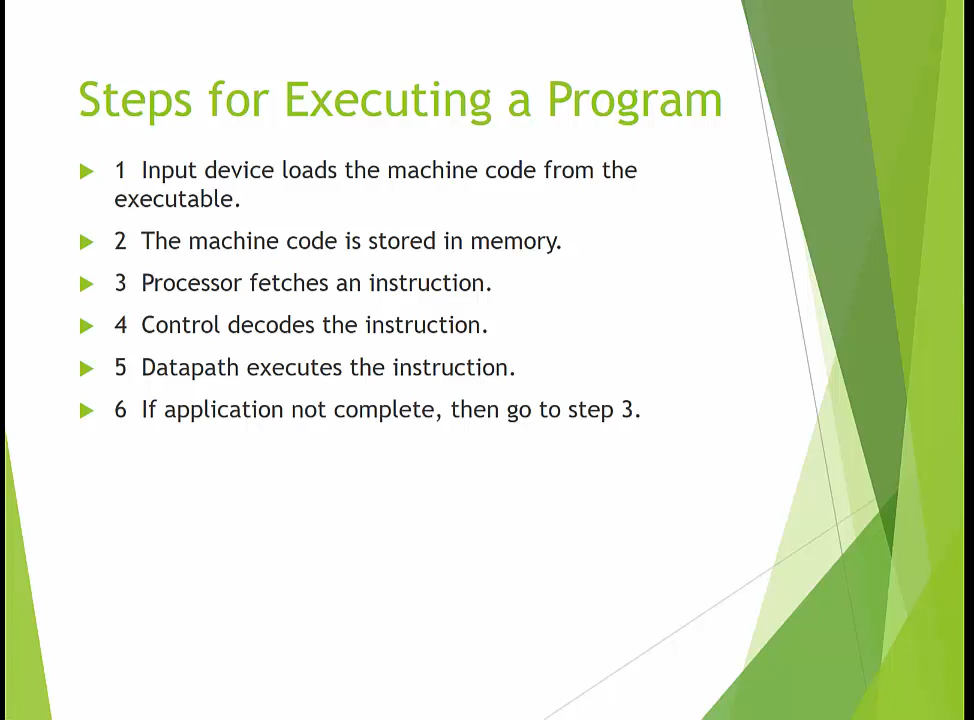 Steps for Executing a Program
1 Input device loads the machine code from the
executable.
2 The machine code is stored in memory.
3 Processor fetches an instruction.
4 Control decodes the instruction.
5 Datapath executes the instruction.
6 If application not complete, then go to step 3.